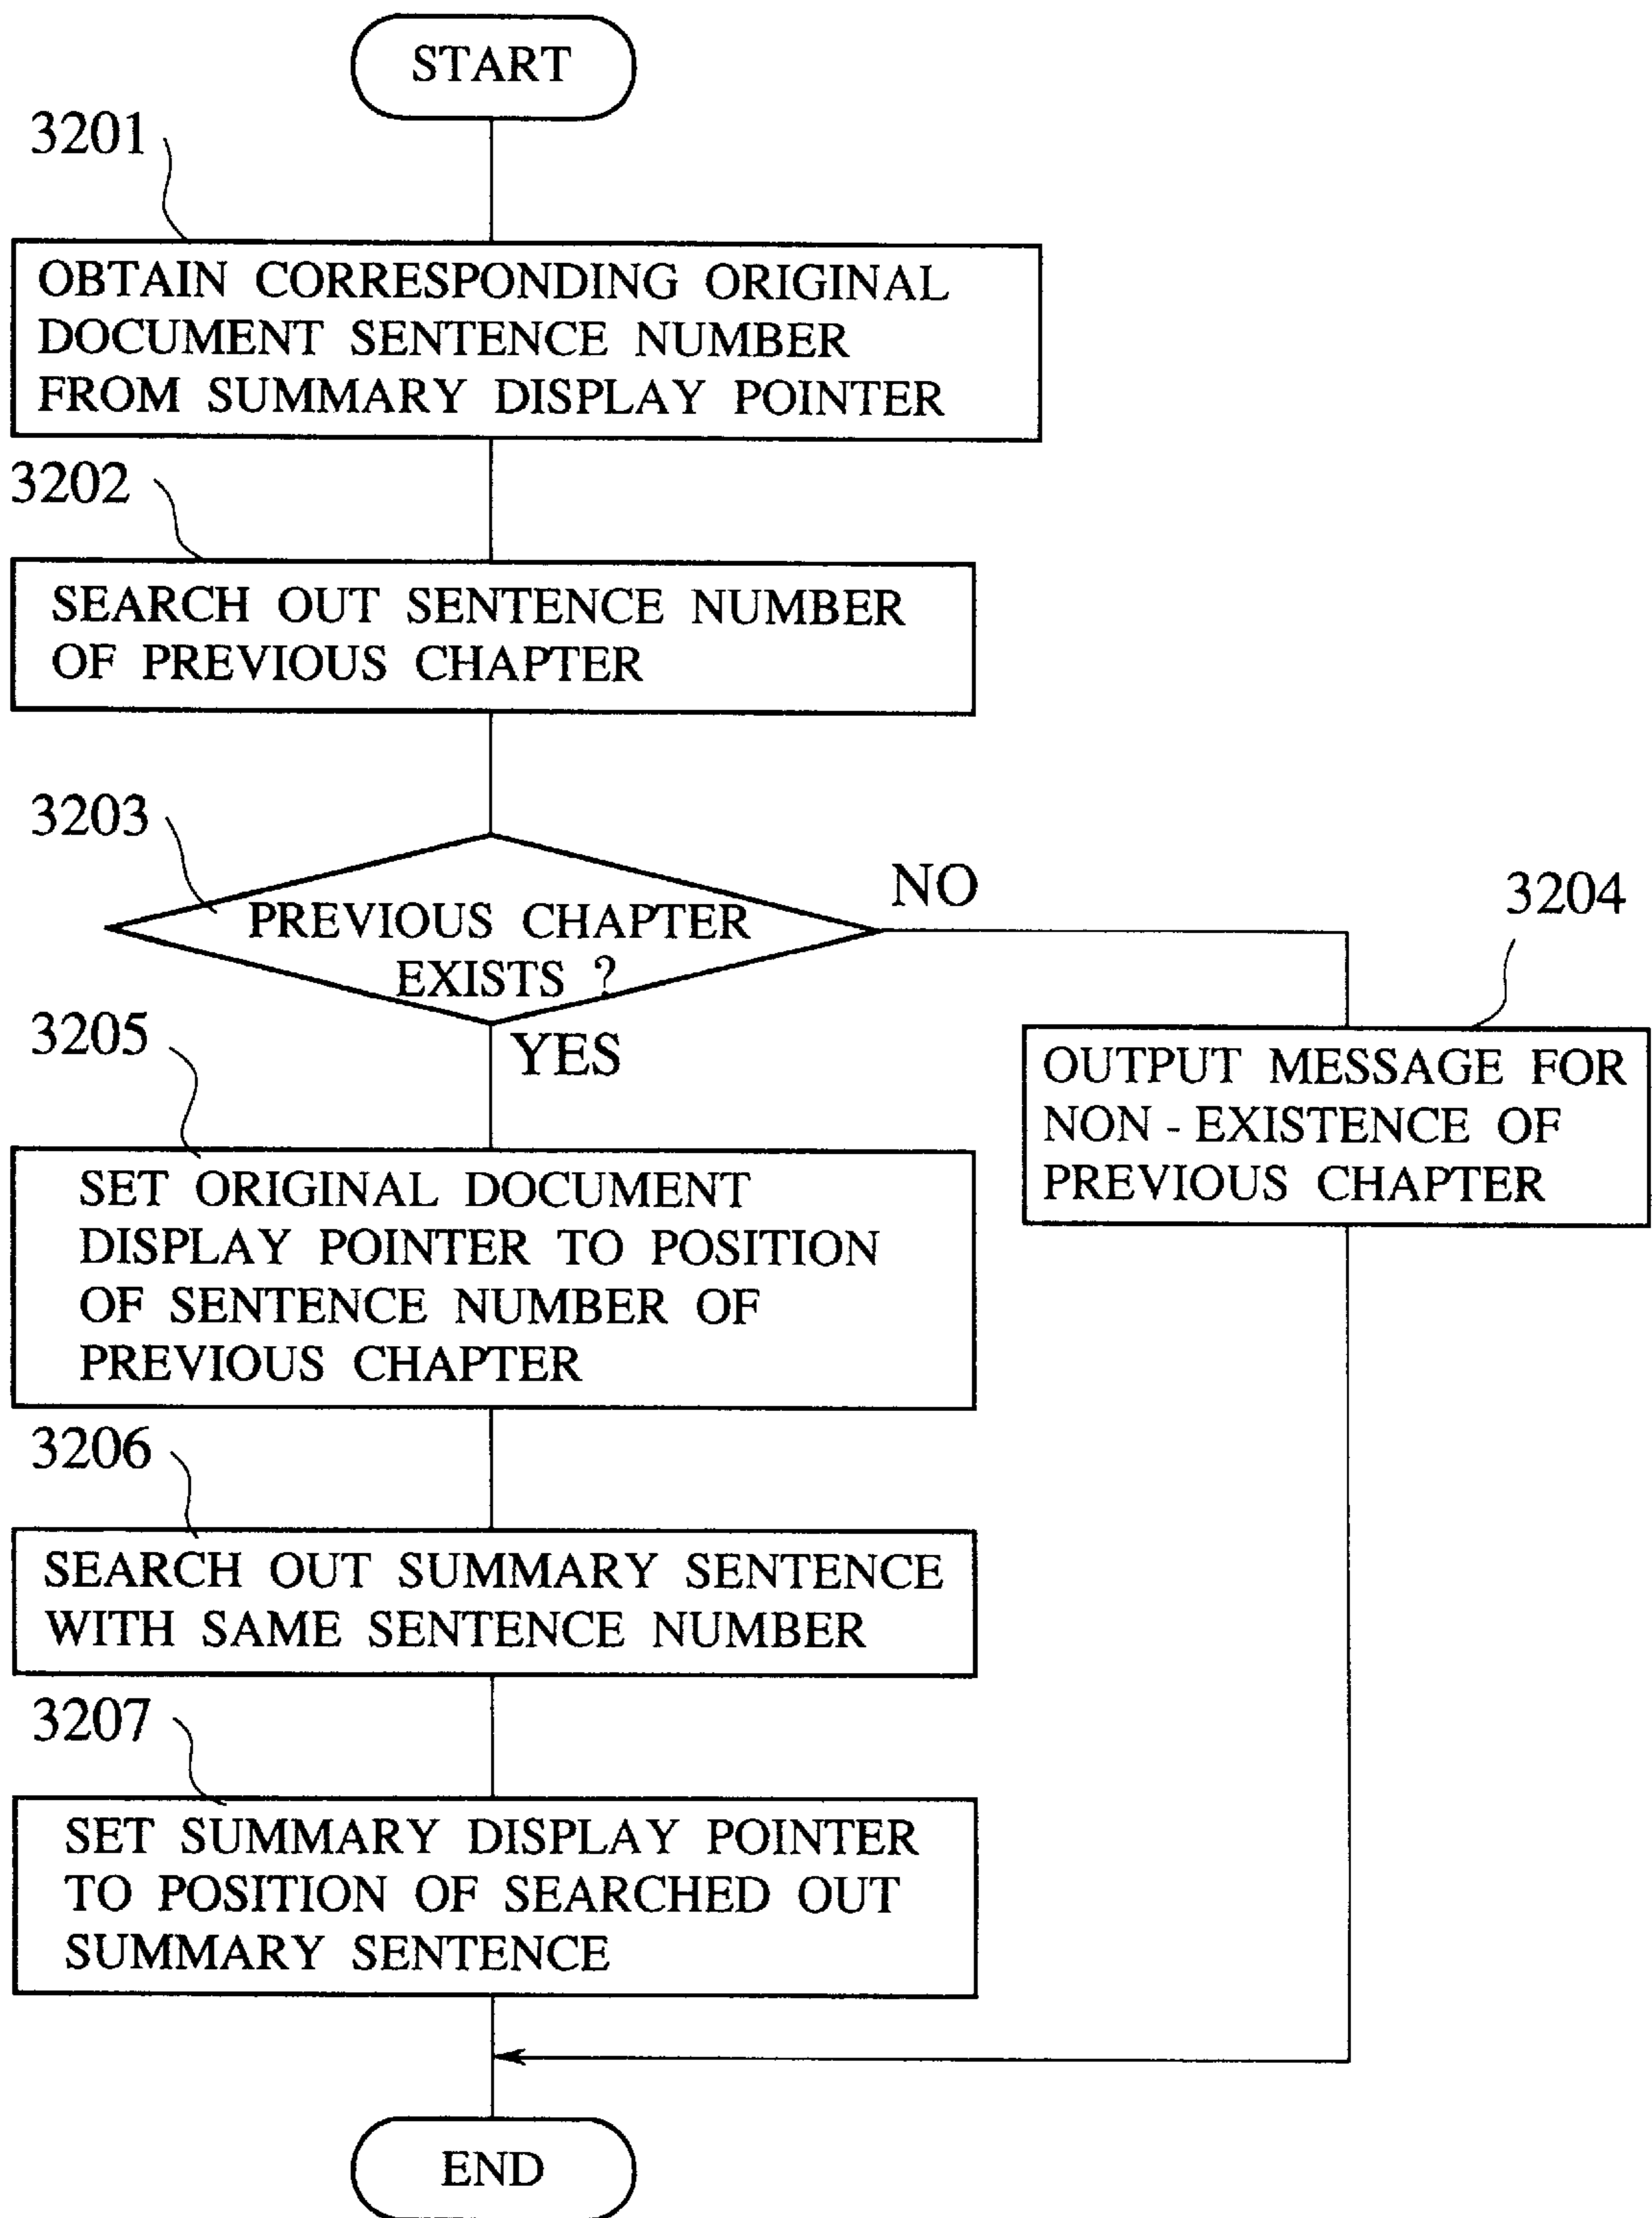 START
3201
OBTAIN CORRESPONDING ORIGINAL
DOCUMENT SENTENCE NUMBER
FROM SUMMARY DISPLAY POINTER
3202
SEARCH OUT SENTENCE NUMBER
OF PREVIOUS CHAPTER
3203
PREVIOUS CHAPTER
EXISTS ?
NO
YES
3204
OUTPUT MESSAGE FOR
NON - EXISTENCE OF
PREVIOUS CHAPTER
3205
SET ORIGINAL DOCUMENT
DISPLAY POINTER TO POSITION
OF SENTENCE NUMBER OF
PREVIOUS CHAPTER
3206
SEARCH OUT SUMMARY SENTENCE
WITH SAME SENTENCE NUMBER
3207
SET SUMMARY DISPLAY POINTER
TO POSITION OF SEARCHED OUT
SUMMARY SENTENCE
END